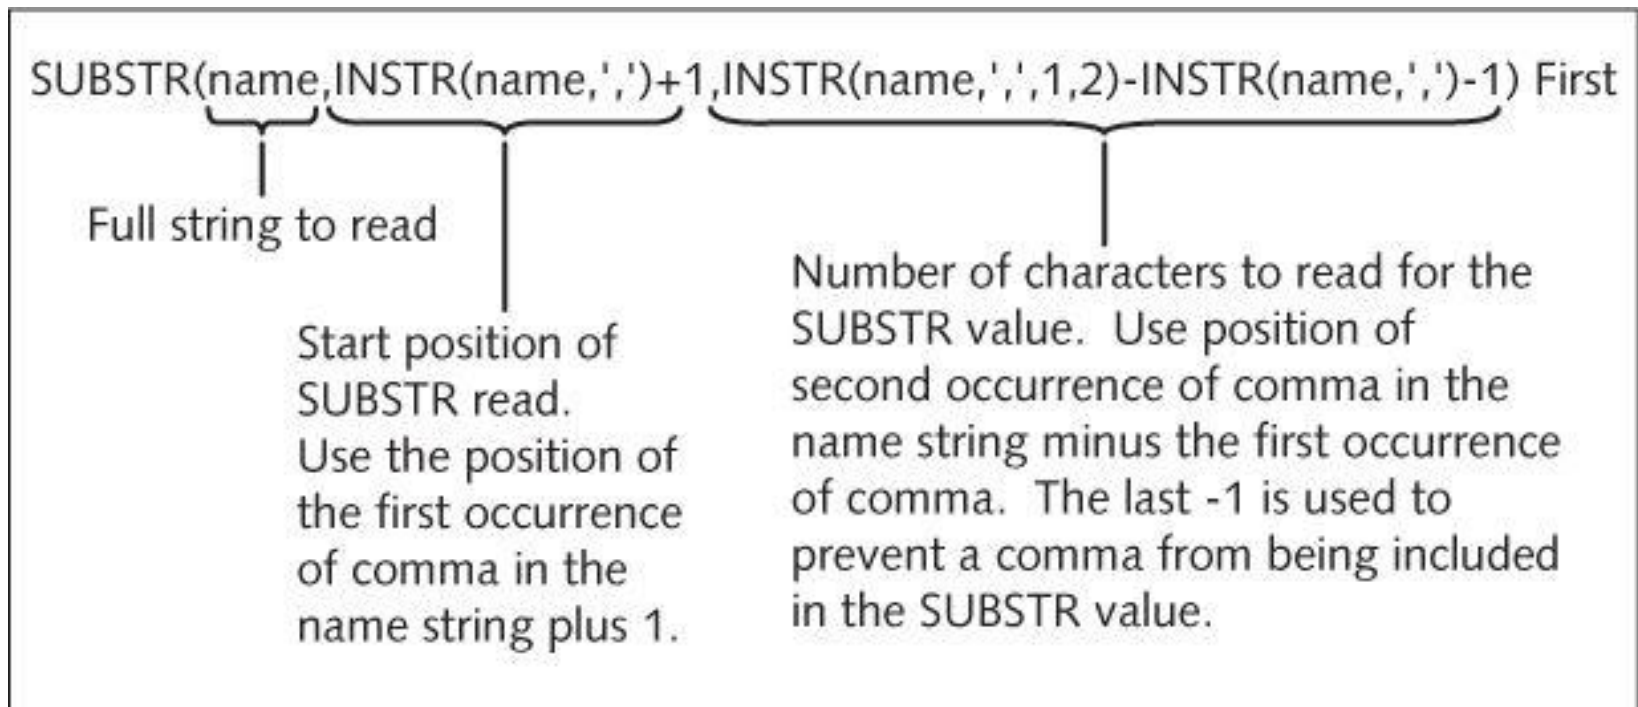 SUBSTR(name,INSTR(name,',')+1,INSTR(name,',',1,2)-INSTR(name,',')-1) First
Full string to read
Start position of
SUBSTR read.
Use the position of
the first occurrence
of comma in the
name string plus 1.
Number of characters to read for the
SUBSTR value. Use position of
second occurrence of comma in the
name string minus the first occurrence
of comma. The last -1 is used to
prevent a comma from being included
in the SUBSTR value.